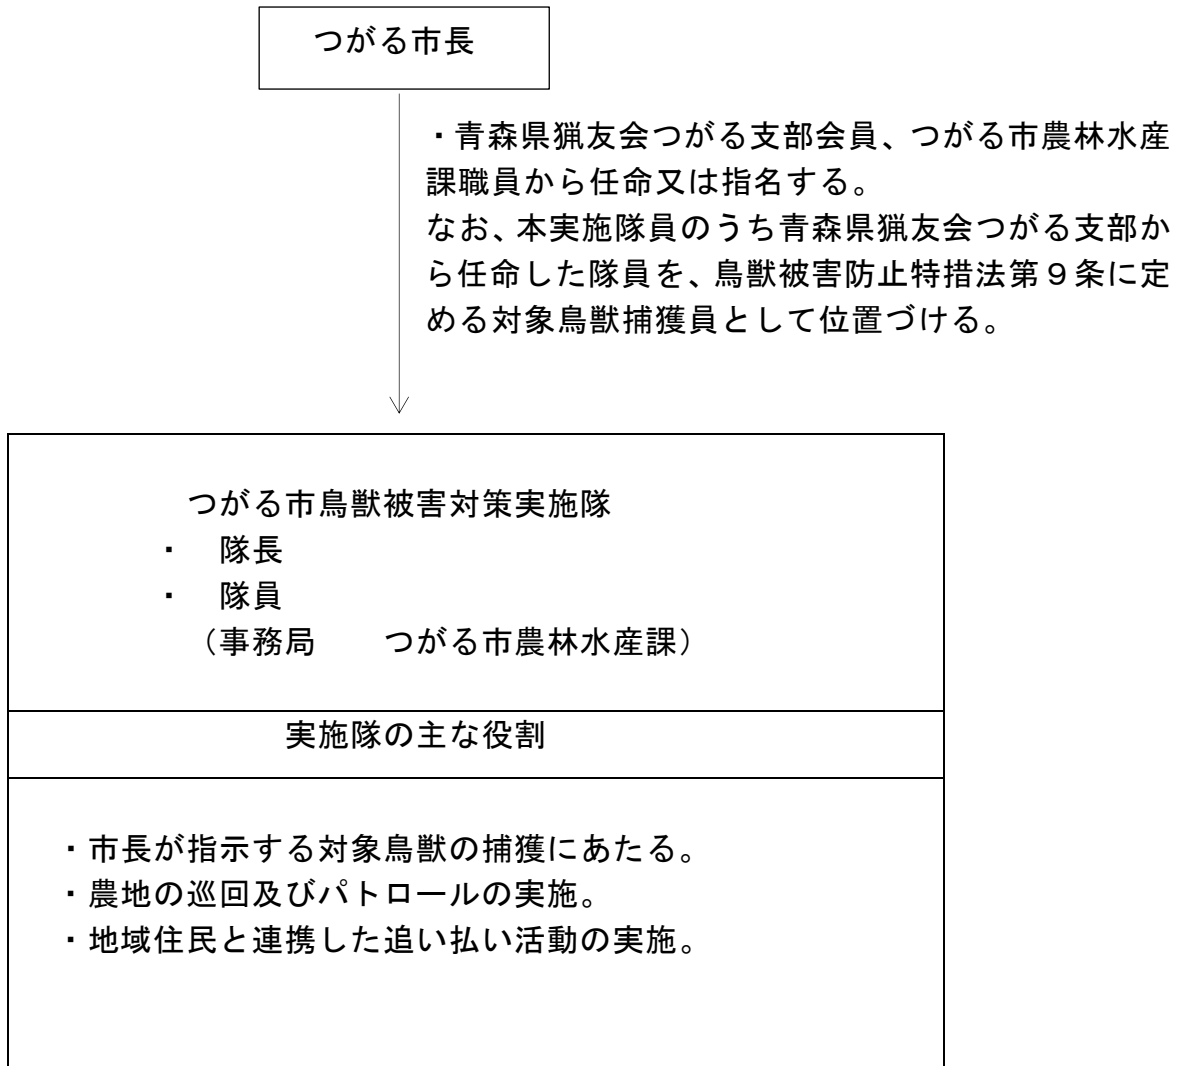 つがる市長
・青森県猟友会つがる支部会員、つがる市農林水産
課職員から任命又は指名する。
なお、本実施隊員のうち青森県猟友会つがる支部か
ら任命した隊員を、鳥獣被害防止特措法第９条に定
める対象鳥獣捕獲員として位置づける。
つがる市鳥獣被害対策実施隊
・　隊長
・　隊員
（事務局　　つがる市農林水産課）
実施隊の主な役割
・市長が指示する対象鳥獣の捕獲にあたる。
・農地の巡回及びパトロールの実施。
・地域住民と連携した追い払い活動の実施。